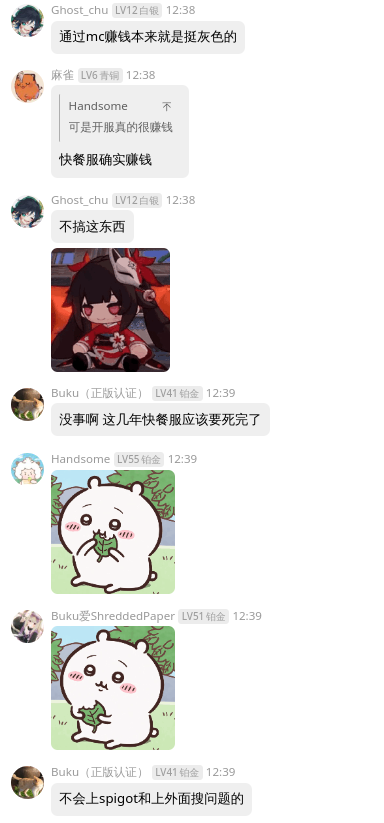 Ghost_chu LV12 白银 12:38
通过mc赚钱本来就是挺灰色的
麻雀 LV6 青铜 12:38
Handsome
可是开服真的很赚钱
快餐服确实赚钱
Ghost_chu LV12 白银 12:38
不搞这东西
Buku（正版认证） LV41 铂金 12:39
没事啊 这几年快餐服应该要死完了
Handsome LV55 铂金 12:39
Buku爱ShreddedPaper LV51 铂金 12:39
Buku（正版认证） LV41 铂金 12:39
不会上spigot和上外面搜问题的